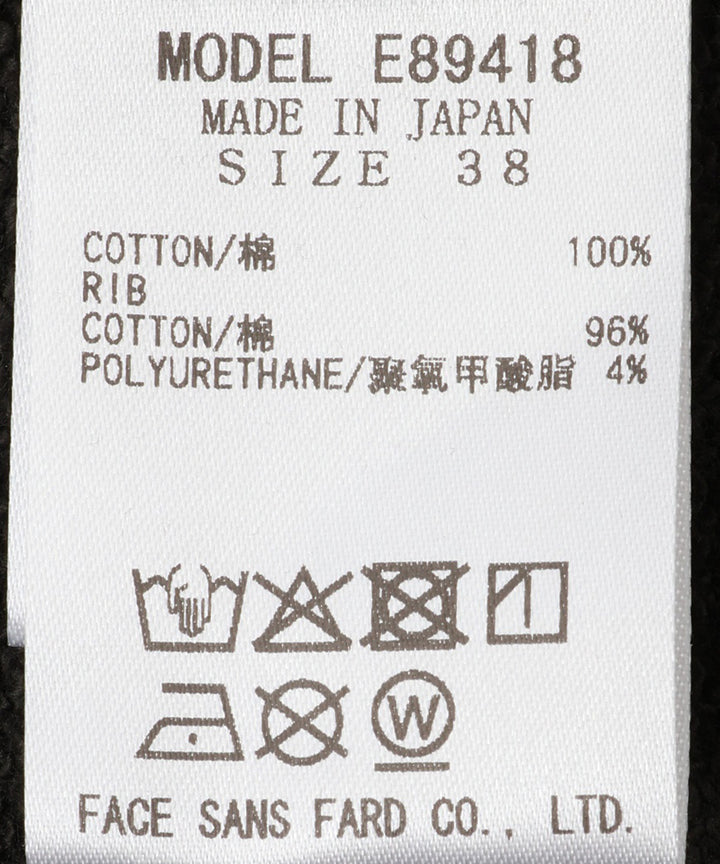 MODEL E89418
MADE IN JAPAN
SIZE 38
COTTON/棉 100%
RIB
COTTON/棉 96%
POLYURETHANE/聚氨甲酸脂 4%
W
FACE SANS FARD CO., LTD.